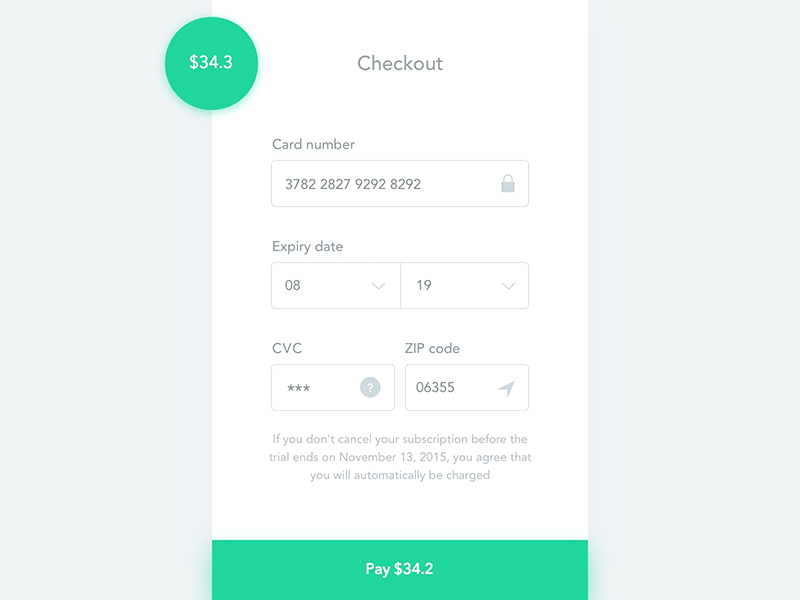 $34.3
Checkout
Card number
3782 2827 9292 8292
Expiry date
08 19
CVC ZIP code
*** ? 06355
If you don't cancel your subscription before the
trial ends on November 13, 2015, you agree that
you will automatically be charged
Pay $34.2